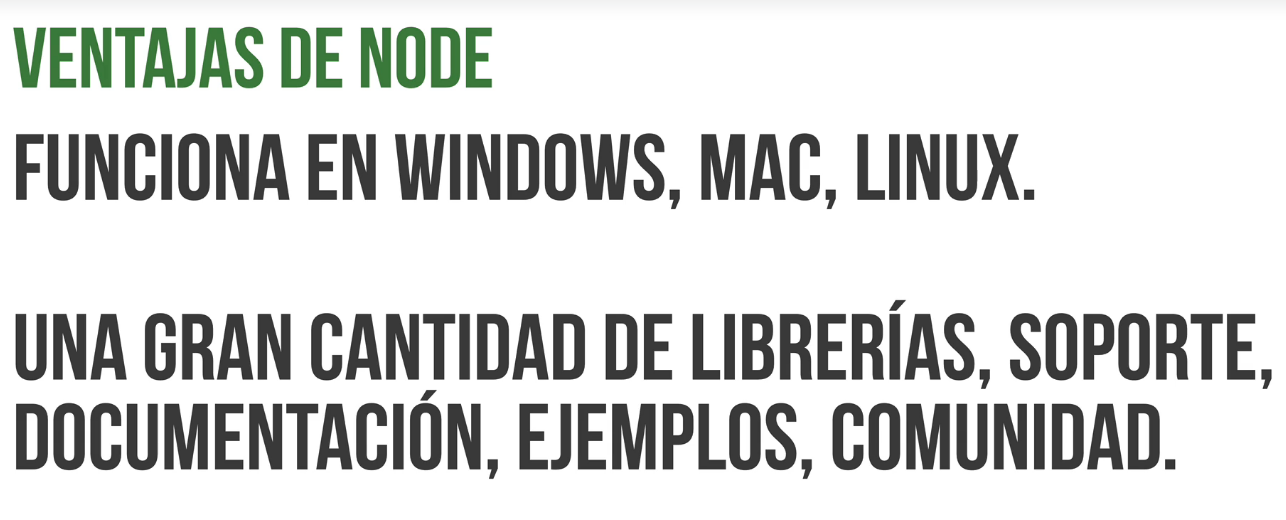 VENTAJAS DE NODE
FUNCIONA EN WINDOWS, MAC, LINUX.
UNA GRAN CANTIDAD DE LIBRERÍAS, SOPORTE,
DOCUMENTACIÓN, EJEMPLOS, COMUNIDAD.